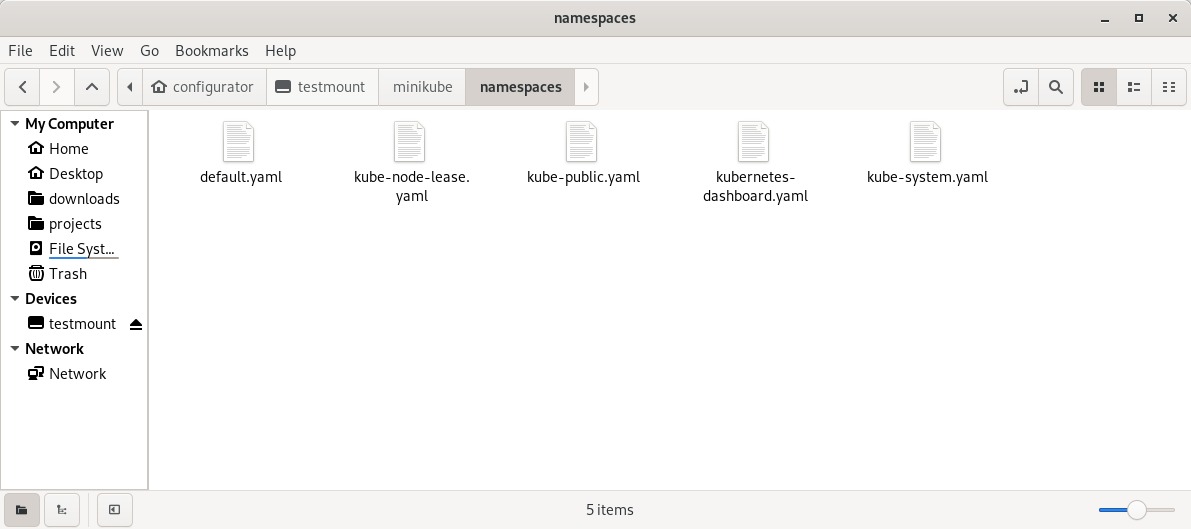 namespaces
File Edit View Go Bookmarks Help
configurator testmount minikube namespaces
My Computer
Home
Desktop
downloads
projects
File Syst...
Trash
Devices
testmount
Network
Network
default.yaml
kube-node-lease.
yaml
kube-public.yaml
kubernetes-
dashboard.yaml
kube-system.yaml
5 items